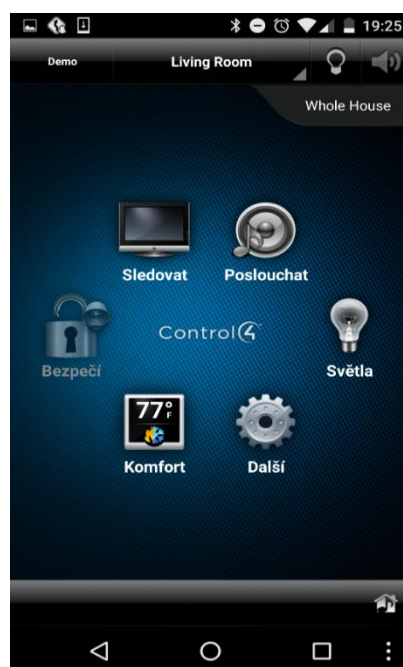 19:25
Demo
Living Room
Whole House
Sledovat
Poslouchat
Control4
Bezpečí
Světla
77°F
Komfort
Další